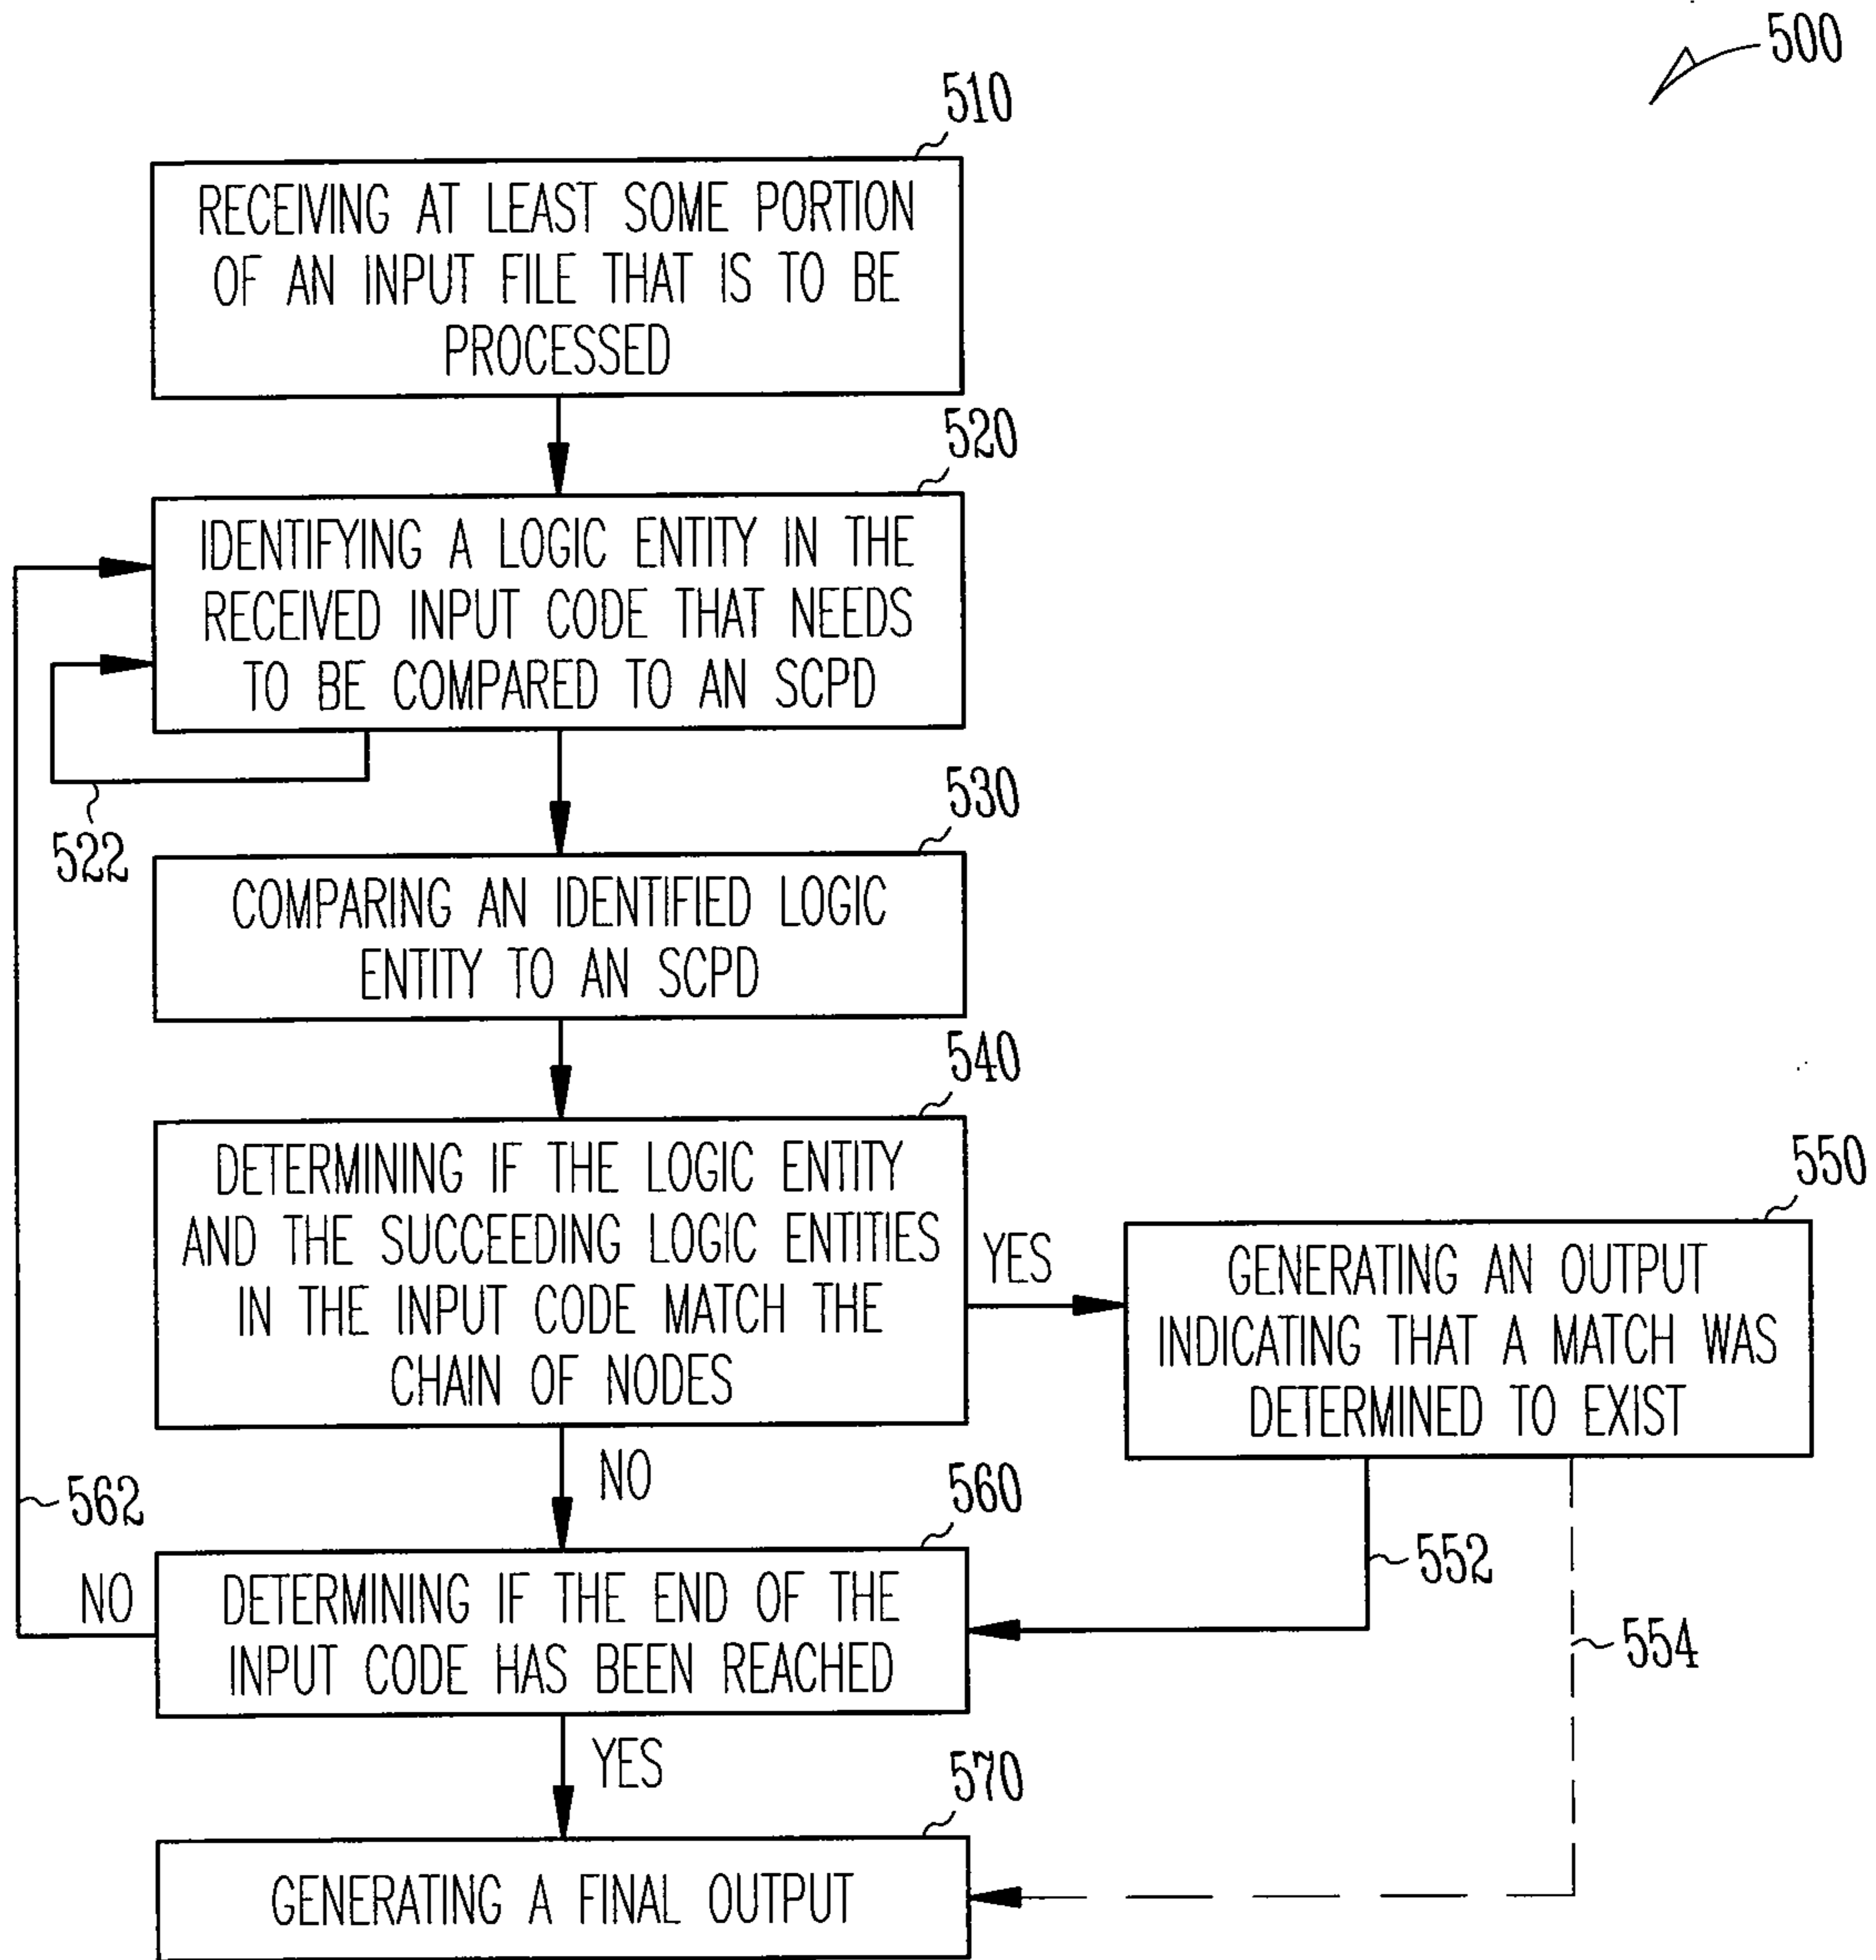 500
510
RECEIVING AT LEAST SOME PORTION
OF AN INPUT FILE THAT IS TO BE
PROCESSED
520
IDENTIFYING A LOGIC ENTITY IN THE
RECEIVED INPUT CODE THAT NEEDS
TO BE COMPARED TO AN SCPD
522
530
COMPARING AN IDENTIFIED LOGIC
ENTITY TO AN SCPD
540
DETERMINING IF THE LOGIC ENTITY
AND THE SUCCEEDING LOGIC ENTITIES
IN THE INPUT CODE MATCH THE
CHAIN OF NODES
YES
550
GENERATING AN OUTPUT
INDICATING THAT A MATCH WAS
DETERMINED TO EXIST
NO
562
560
552
NO
DETERMINING IF THE END OF THE
INPUT CODE HAS BEEN REACHED
554
YES
570
GENERATING A FINAL OUTPUT